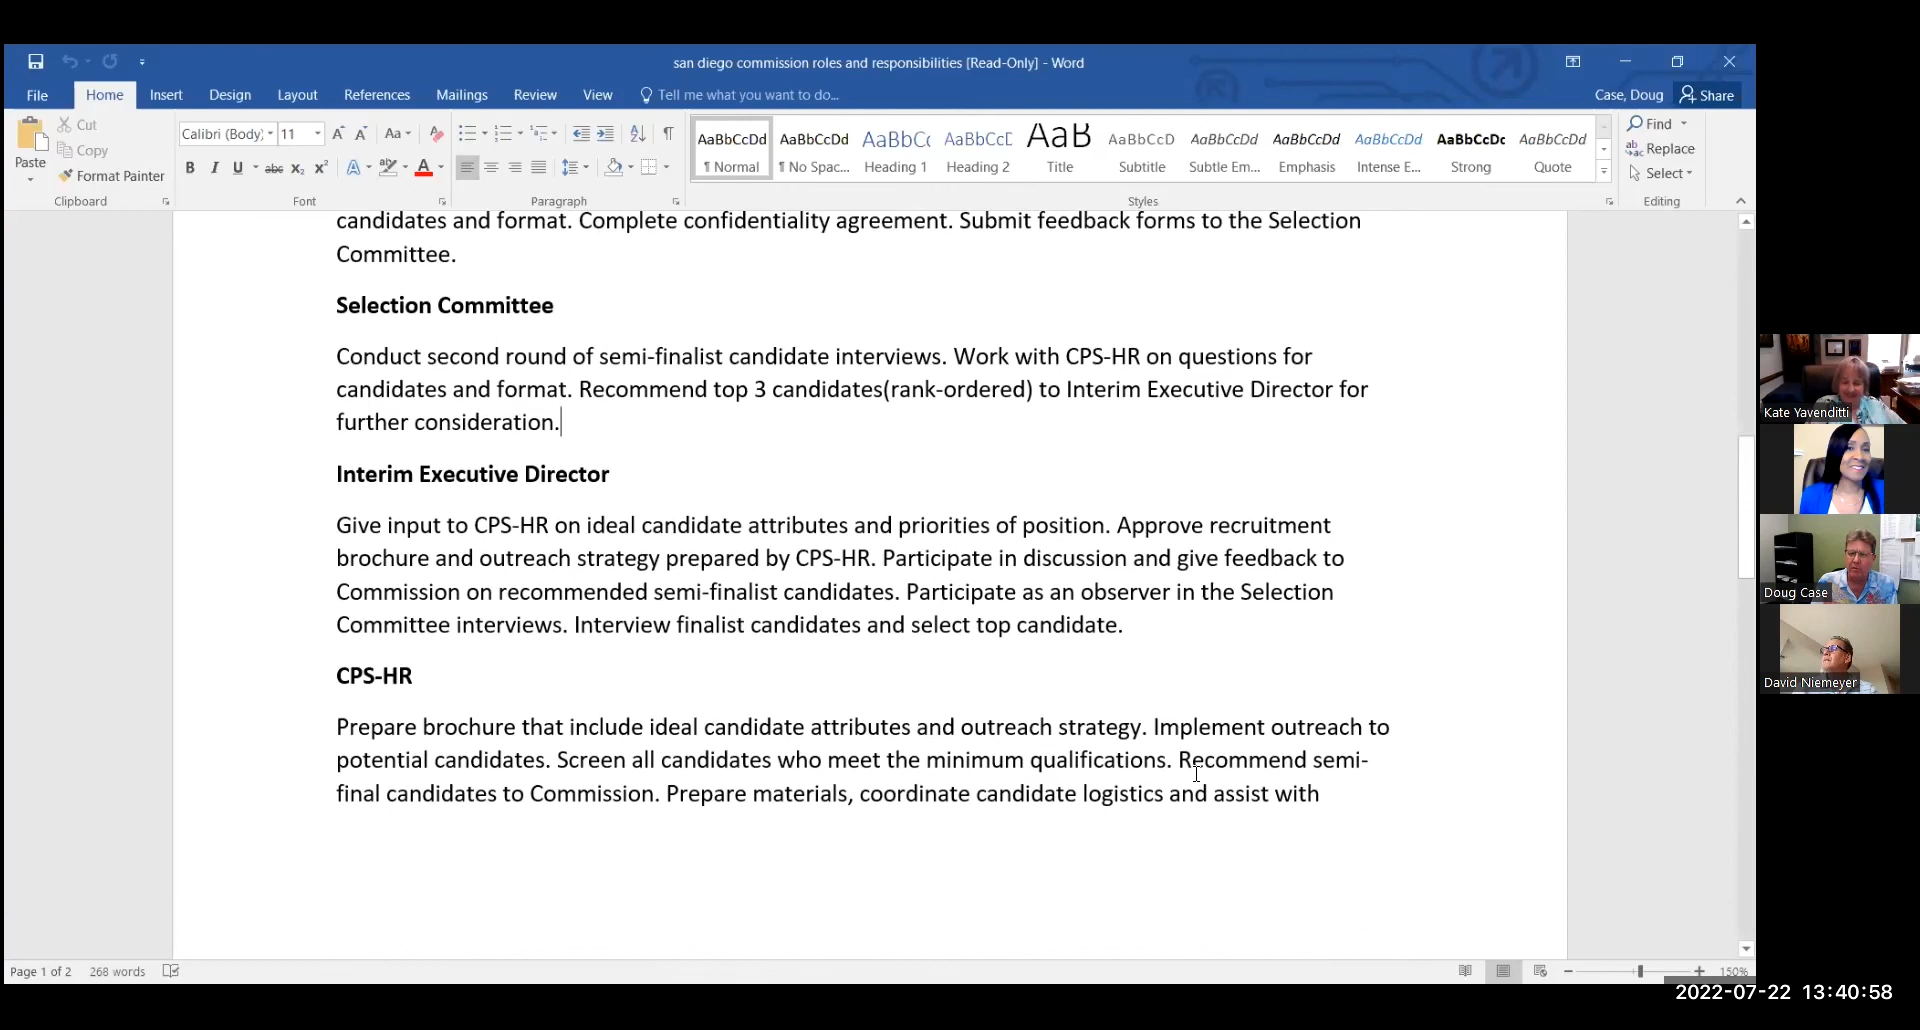 san diego commission roles and responsibilities [Read-Only] - Word
File Home Insert Design Layout References Mailings Review View Tell me what you want to do... Case, Doug Share
Paste
Cut
Copy
Format Painter
Clipboard
Calibri (Body) 11
Aa
B I U abc X₂ X² A ab A
Font
Paragraph
AaBbCcDd AaBbCcDd AaBbC AaBbCcD AaB AaBbCcD AaBbCcDd AaBbCcDd AaBbCcDd AaBbCcDc AaBbCcDd
¶ Normal ¶ No Spac... Heading 1 Heading 2 Title Subtitle Subtle Em... Emphasis Intense E... Strong Quote
Styles
Find
Replace
Select
Editing
candidates and format. Complete confidentiality agreement. Submit feedback forms to the Selection
Committee.
Selection Committee
Conduct second round of semi-finalist candidate interviews. Work with CPS-HR on questions for
candidates and format. Recommend top 3 candidates(rank-ordered) to Interim Executive Director for
further consideration.
Interim Executive Director
Give input to CPS-HR on ideal candidate attributes and priorities of position. Approve recruitment
brochure and outreach strategy prepared by CPS-HR. Participate in discussion and give feedback to
Commission on recommended semi-finalist candidates. Participate as an observer in the Selection
Committee interviews. Interview finalist candidates and select top candidate.
CPS-HR
Prepare brochure that include ideal candidate attributes and outreach strategy. Implement outreach to
potential candidates. Screen all candidates who meet the minimum qualifications. Recommend semi-
final candidates to Commission. Prepare materials, coordinate candidate logistics and assist with
Page 1 of 2 268 words
150%
Kate Yavenditti
Doug Case
David Niemeyer
2022-07-22 13:40:58